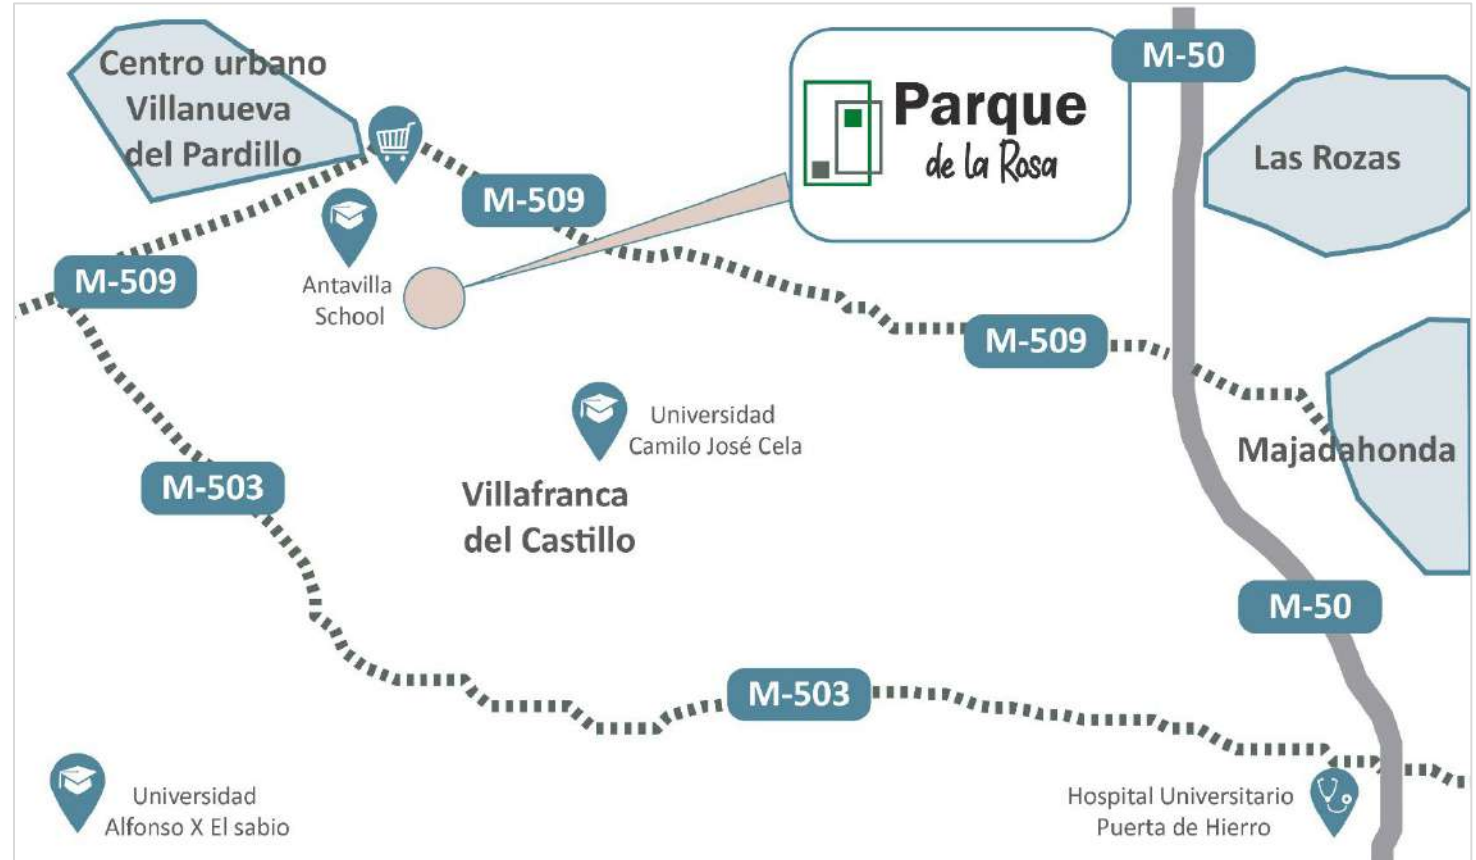 Centro urbano
Villanueva
del Pardillo
M-509
Antavilla
School
M-509
Parque
de la Rosa
M-50
Las Rozas
M-509
Majadahonda
Universidad
Camilo José Cela
Villafranca
del Castillo
M-503
M-50
M-503
Universidad
Alfonso X El sabio
Hospital Universitario
Puerta de Hierro